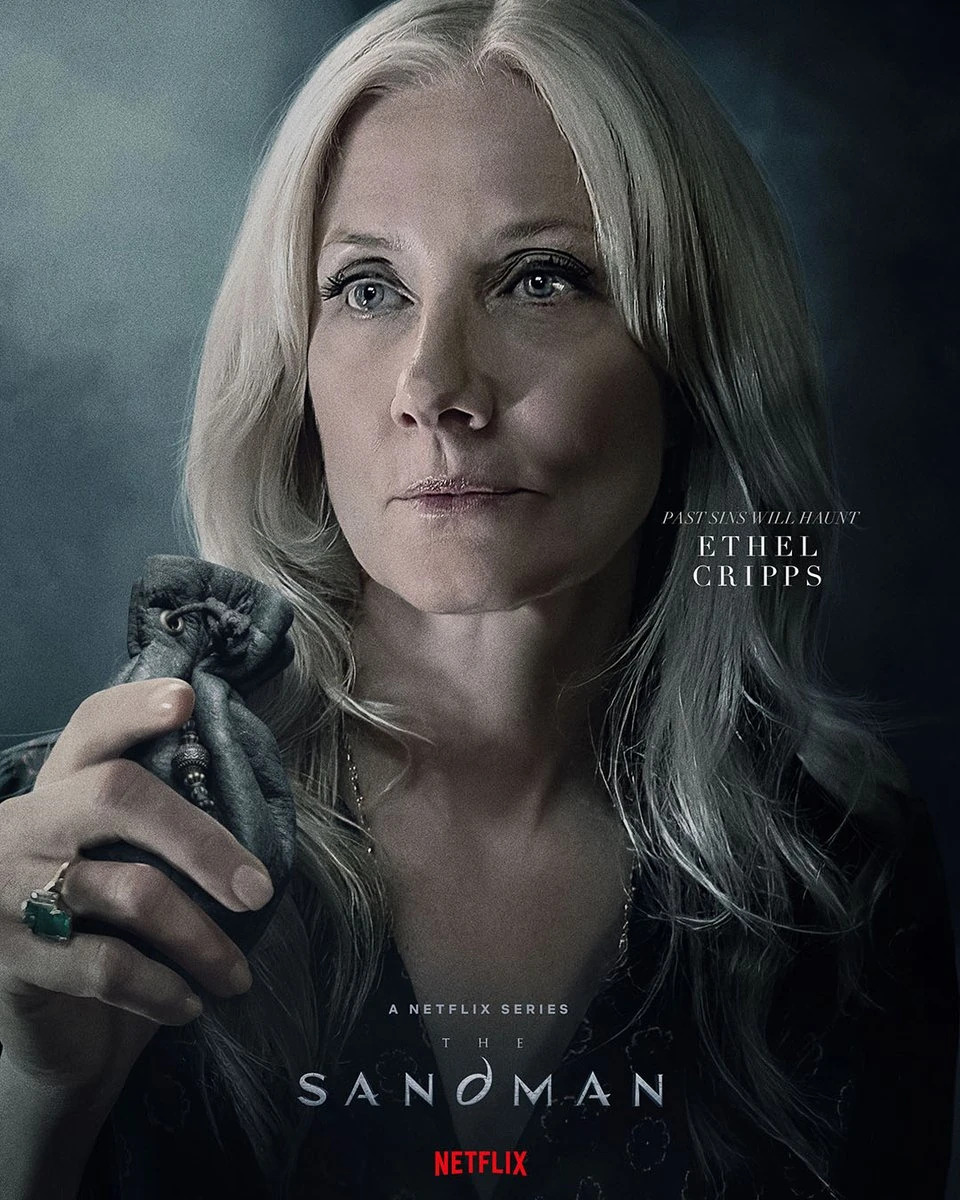 PAST SINS WILL HAUNT
ETHEL
CRIPPS
A NETFLIX SERIES
THE
SANDMAN
NETFLIX